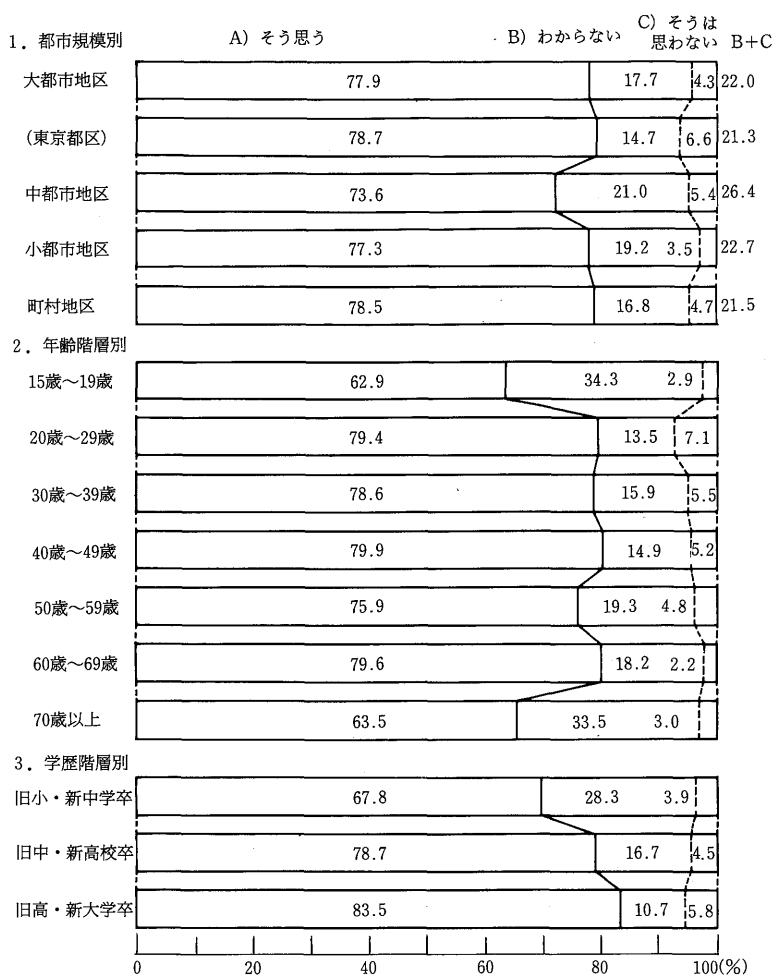 1．都市規模別 A）そう思う B）わからない C）そうは思わない B+C
大都市地区 77.9 17.7 4.3 22.0
（東京都区） 78.7 14.7 6.6 21.3
中都市地区 73.6 21.0 5.4 26.4
小都市地区 77.3 19.2 3.5 22.7
町村地区 78.5 16.8 4.7 21.5
2．年齢階層別
15歳～19歳 62.9 34.3 2.9
20歳～29歳 79.4 13.5 7.1
30歳～39歳 78.6 15.9 5.5
40歳～49歳 79.9 14.9 5.2
50歳～59歳 75.9 19.3 4.8
60歳～69歳 79.6 18.2 2.2
70歳以上 63.5 33.5 3.0
3．学歴階層別
旧小・新中学卒 67.8 28.3 3.9
旧中・新高校卒 78.7 16.7 4.5
旧高・新大学卒 83.5 10.7 5.8
0 20 40 60 80 100(%)